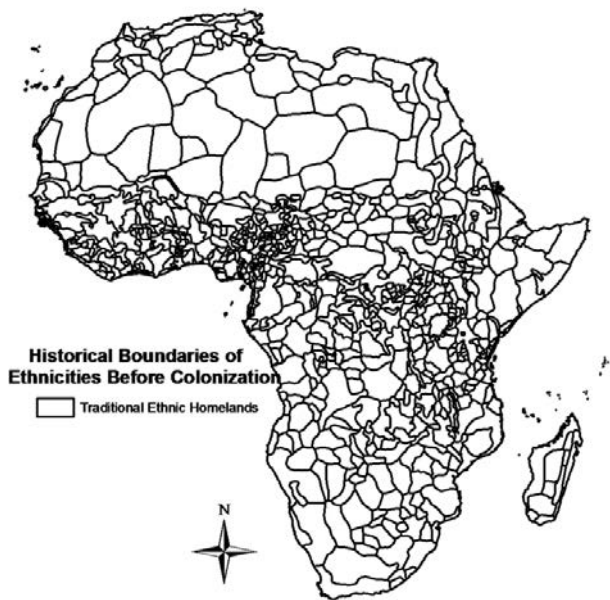 Historical Boundaries of
Ethnicities Before Colonization
Traditional Ethnic Homelands
N